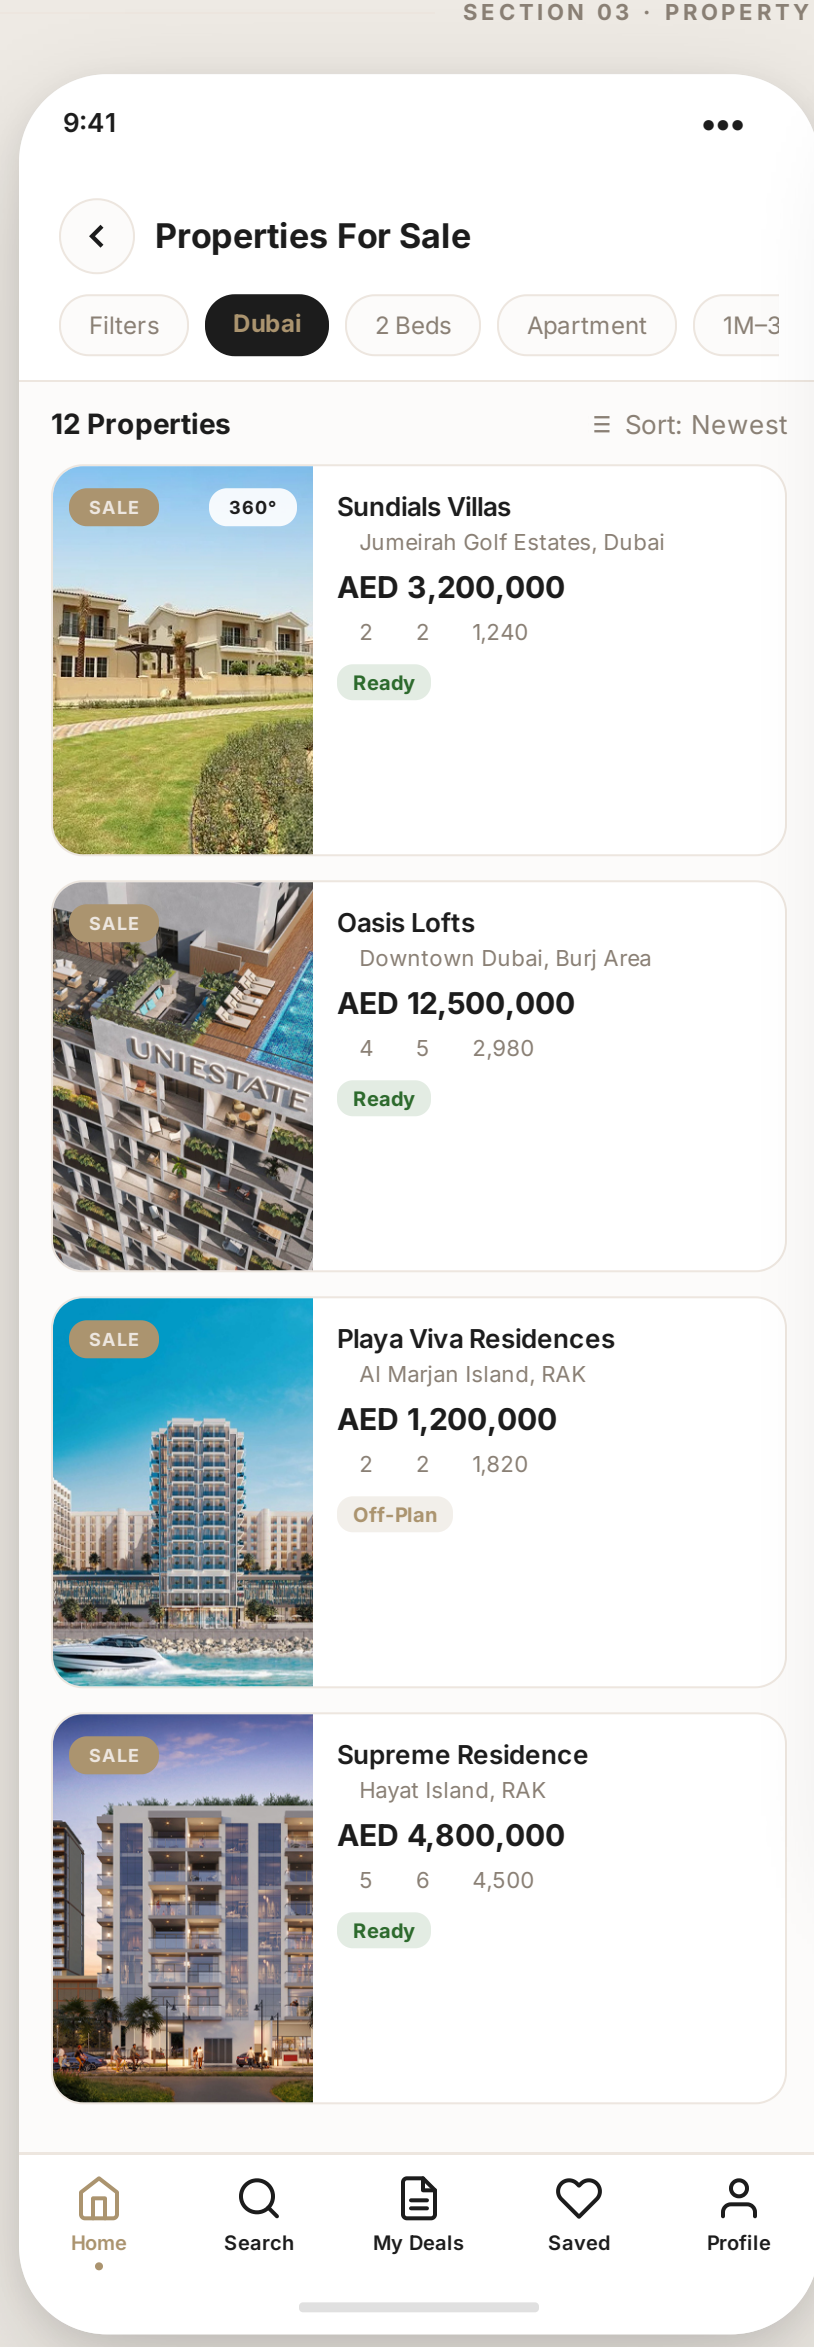 SECTION 03 · PROPERTY
9:41
Properties For Sale
Filters
Dubai
2 Beds
Apartment
1M–3
12 Properties
Sort: Newest
SALE
360°
Sundials Villas
Jumeirah Golf Estates, Dubai
AED 3,200,000
2 2 1,240
Ready
SALE
UNIESTATE
Oasis Lofts
Downtown Dubai, Burj Area
AED 12,500,000
4 5 2,980
Ready
SALE
Playa Viva Residences
Al Marjan Island, RAK
AED 1,200,000
2 2 1,820
Off-Plan
SALE
Supreme Residence
Hayat Island, RAK
AED 4,800,000
5 6 4,500
Ready
Home
Search
My Deals
Saved
Profile